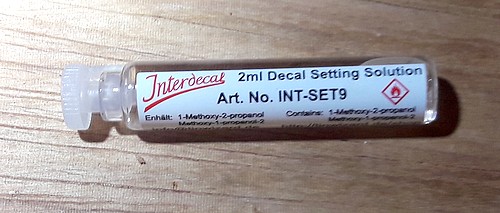 Interdecal 2ml Decal Setting Solution
Art. No. INT-SET9
Enhält: 1-Methoxy-2-propanol Contains: 1-Methoxy-2-propanol
Methoxy-1-propanol-2 Methoxy-1-propanol-2